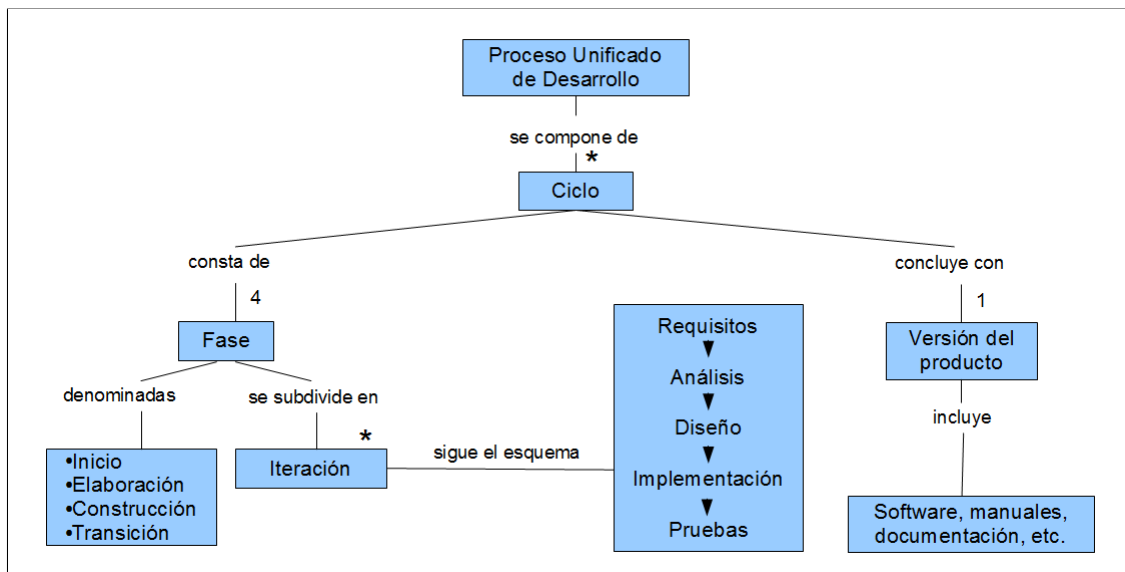 Proceso Unificado
de Desarrollo
se compone de
*
Ciclo
consta de
4
Fase
denominadas
•Inicio
•Elaboración
•Construcción
•Transición
se subdivide en
*
Iteración
sigue el esquema
Requisitos
Análisis
Diseño
Implementación
Pruebas
concluye con
1
Versión del
producto
incluye
Software, manuales,
documentación, etc.